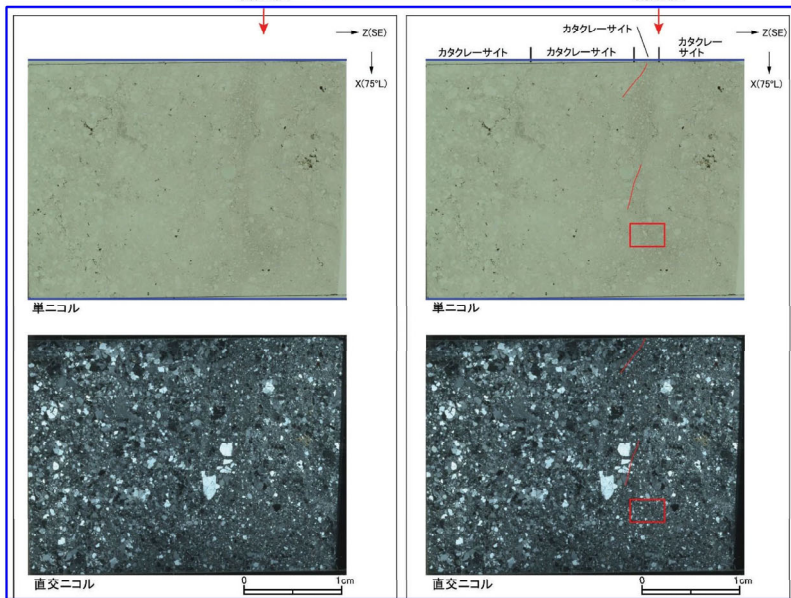 Z(SE)
X(75°L)
単ニコル
直交ニコル
0 1cm
カタクレーサイト
カタクレーサイト
カタクレーサイト
カタクレー
サイト
Z(SE)
X(75°L)
単ニコル
直交ニコル
0 1cm